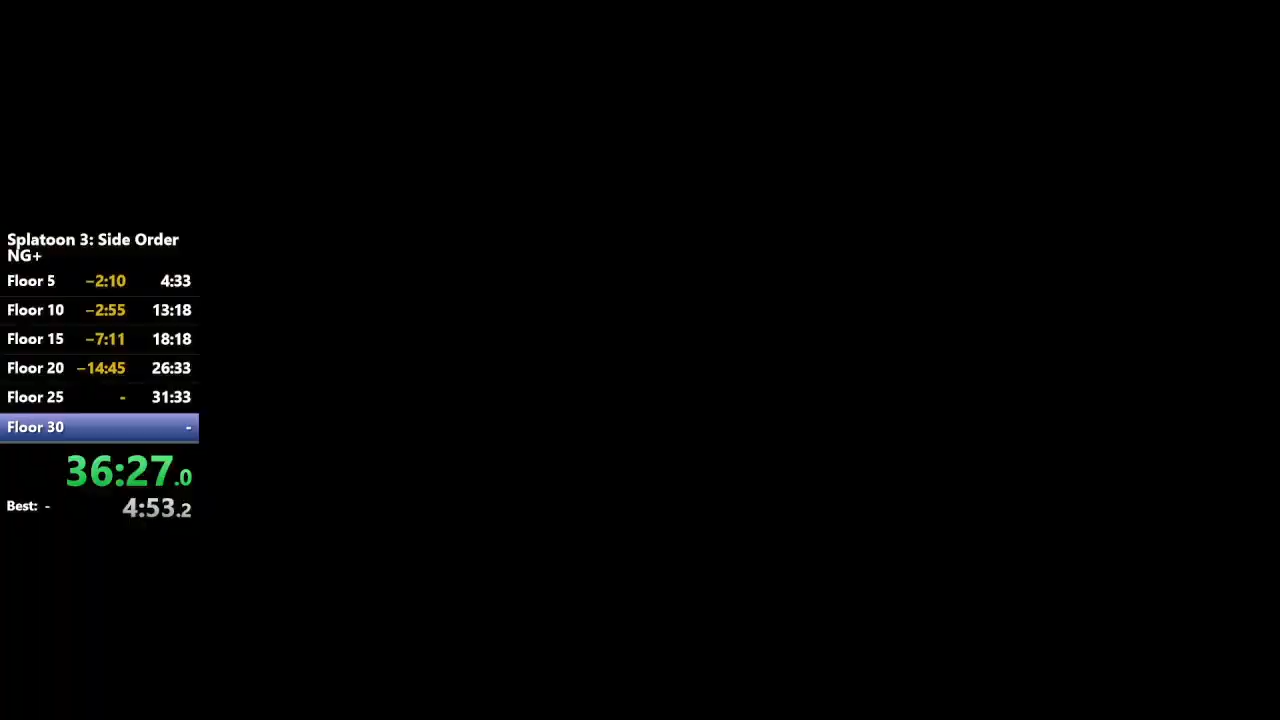 Splatoon 3: Side Order
NG+
Floor 5 −2:10 4:33
Floor 10 −2:55 13:18
Floor 15 −7:11 18:18
Floor 20 −14:45 26:33
Floor 25 - 31:33
Floor 30 -
36:27.0
Best: - 4:53.2